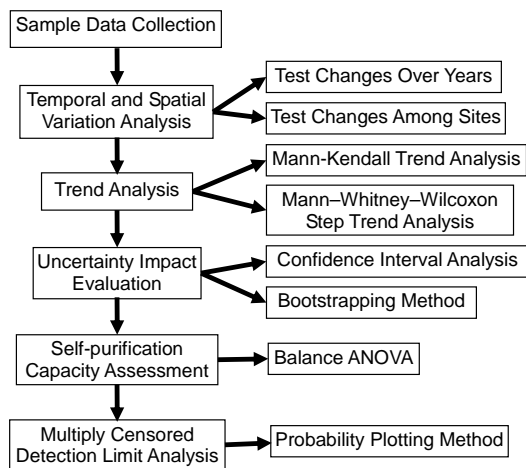 Sample Data Collection
Temporal and Spatial
Variation Analysis
Test Changes Over Years
Test Changes Among Sites
Trend Analysis
Mann-Kendall Trend Analysis
Mann–Whitney–Wilcoxon
Step Trend Analysis
Uncertainty Impact
Evaluation
Confidence Interval Analysis
Bootstrapping Method
Self-purification
Capacity Assessment
Balance ANOVA
Multiply Censored
Detection Limit Analysis
Probability Plotting Method